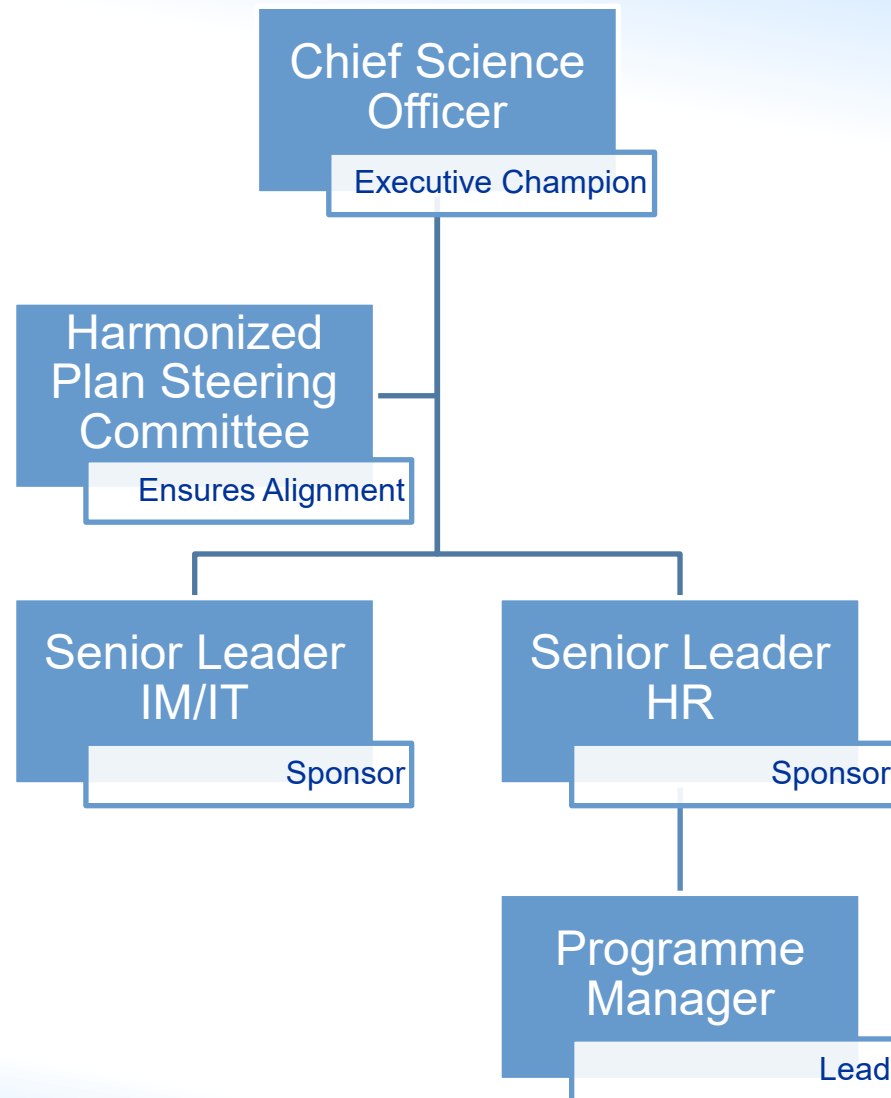 Chief Science
Officer
Executive Champion
Harmonized
Plan Steering
Committee
Ensures Alignment
Senior Leader
IM/IT
Sponsor
Senior Leader
HR
Sponsor
Programme
Manager
Lead